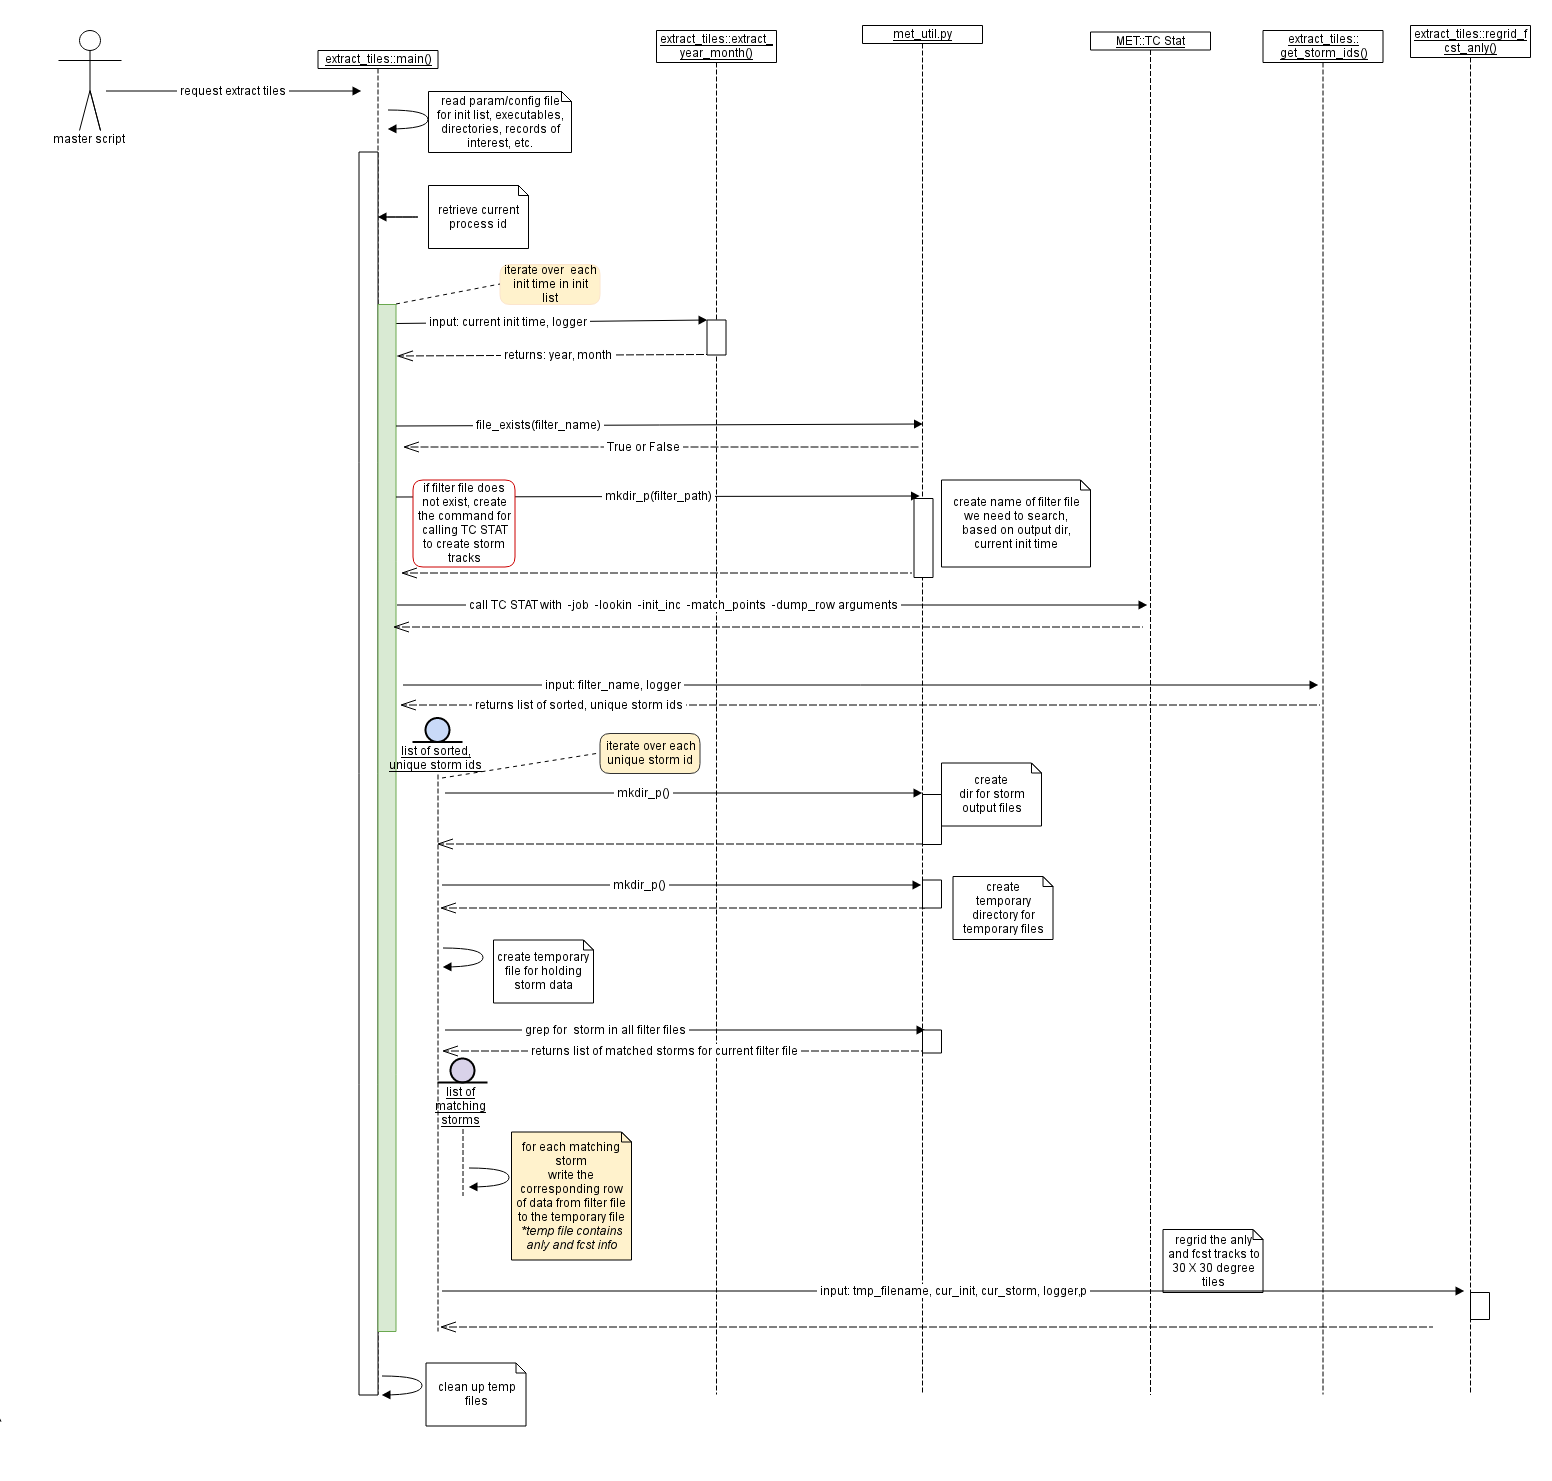 extract_tiles::main()
extract_tiles::extract_
year_month()
met_util.py
MET::TC Stat
extract_tiles::
get_storm_ids()
extract_tiles::regrid_f
cst_anly()
master script
request extract tiles
read param/config file
for init list, executables,
directories, records of
interest, etc.
retrieve current
process id
iterate over each
init time in init
list
input: current init time, logger
returns: year, month
file_exists(filter_name)
True or False
if filter file does
not exist, create
the command for
calling TC STAT
to create storm
tracks
mkdir_p(filter_path)
create name of filter file
we need to search,
based on output dir,
current init time
call TC STAT with -job -lookin -init_inc -match_points -dump_row arguments
input: filter_name, logger
returns list of sorted, unique storm ids
list of sorted,
unique storm ids
iterate over each
unique storm id
mkdir_p()
create
dir for storm
output files
mkdir_p()
create
temporary
directory for
temporary files
create temporary
file for holding
storm data
grep for storm in all filter files
returns list of matched storms for current filter file
list of
matching
storms
for each matching
storm
write the
corresponding row
of data from filter file
to the temporary file
*temp file contains
anly and fcst info
regrid the anly
and fcst tracks to
30 X 30 degree
tiles
input: tmp_filename, cur_init, cur_storm, logger,p
clean up temp
files